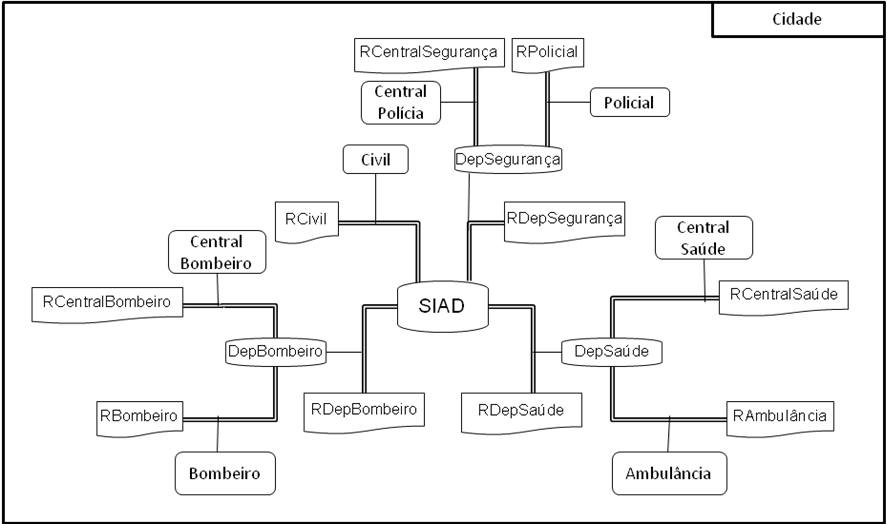 Cidade
RCentralSegurança
RPolicial
Central
Polícia
Policial
DepSegurança
Civil
RCivil
RDepSegurança
Central
Saúde
Central
Bombeiro
RCentralBombeiro
SIAD
RCentralSaúde
DepBombeiro
DepSaúde
RBombeiro
RDepBombeiro
RDepSaúde
RAmbulância
Bombeiro
Ambulância